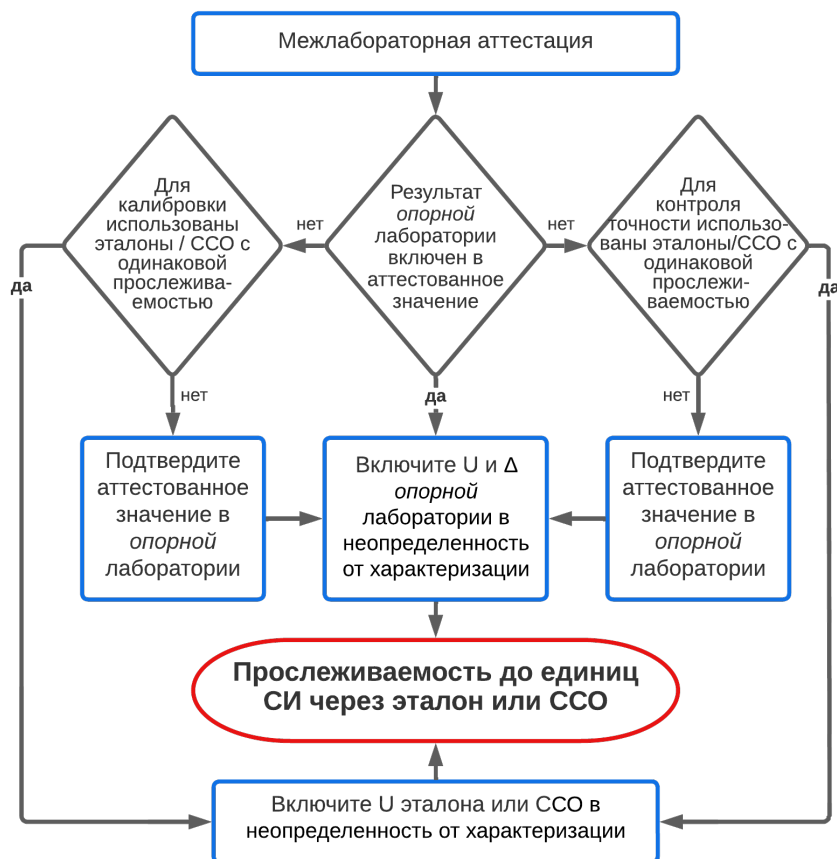 Межлабораторная аттестация
Для
калибровки
использованы
эталоны / ССО с
одинаковой
прослежива-
емостью
нет
Результат
опорной
лаборатории
включен в
аттестованное
значение
нет
Для
контроля
точности использо-
ваны эталоны/ССО с
одинаковой
прослежи-
ваемостью
да
да
нет
да
нет
Подтвердите
аттестованное
значение в
опорной
лаборатории
Включите U и Δ
опорной
лаборатории в
неопределенность
от характеризации
Подтвердите
аттестованное
значение в
опорной
лаборатории
Прослеживаемость до единиц
СИ через эталон или ССО
Включите U эталона или ССО в
неопределенность от характеризации